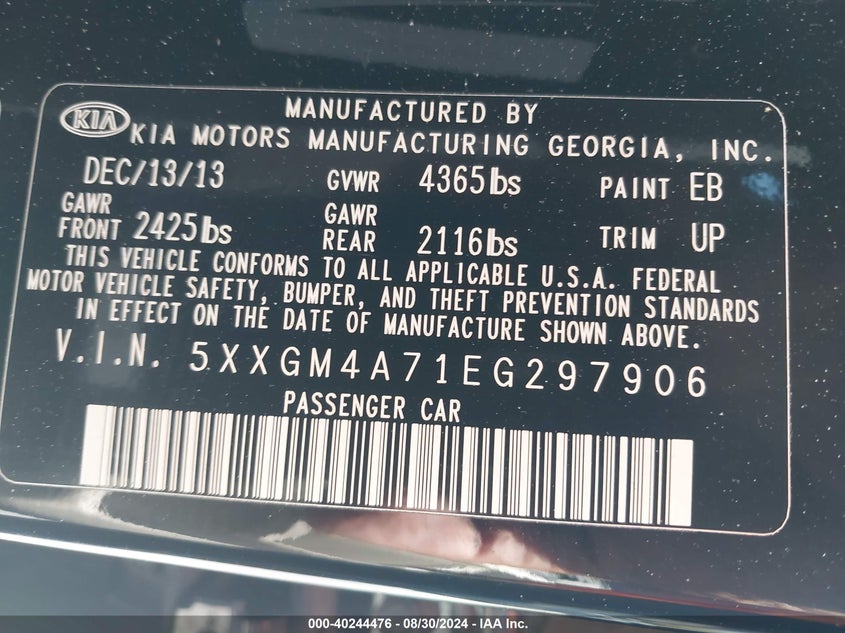 MANUFACTURED BY
KIA KIA MOTORS MANUFACTURING GEORGIA, INC.
DEC/13/13 GVWR 4365lbs PAINT EB
GAWR FRONT 2425lbs GAWR REAR 2116lbs TRIM UP
THIS VEHICLE CONFORMS TO ALL APPLICABLE U.S.A. FEDERAL
MOTOR VEHICLE SAFETY, BUMPER, AND THEFT PREVENTION STANDARDS
IN EFFECT ON THE DATE OF MANUFACTURE SHOWN ABOVE.
V.I.N. 5XXGM4A71EG297906
PASSENGER CAR
000-40244476 - 08/30/2024 - IAA Inc.